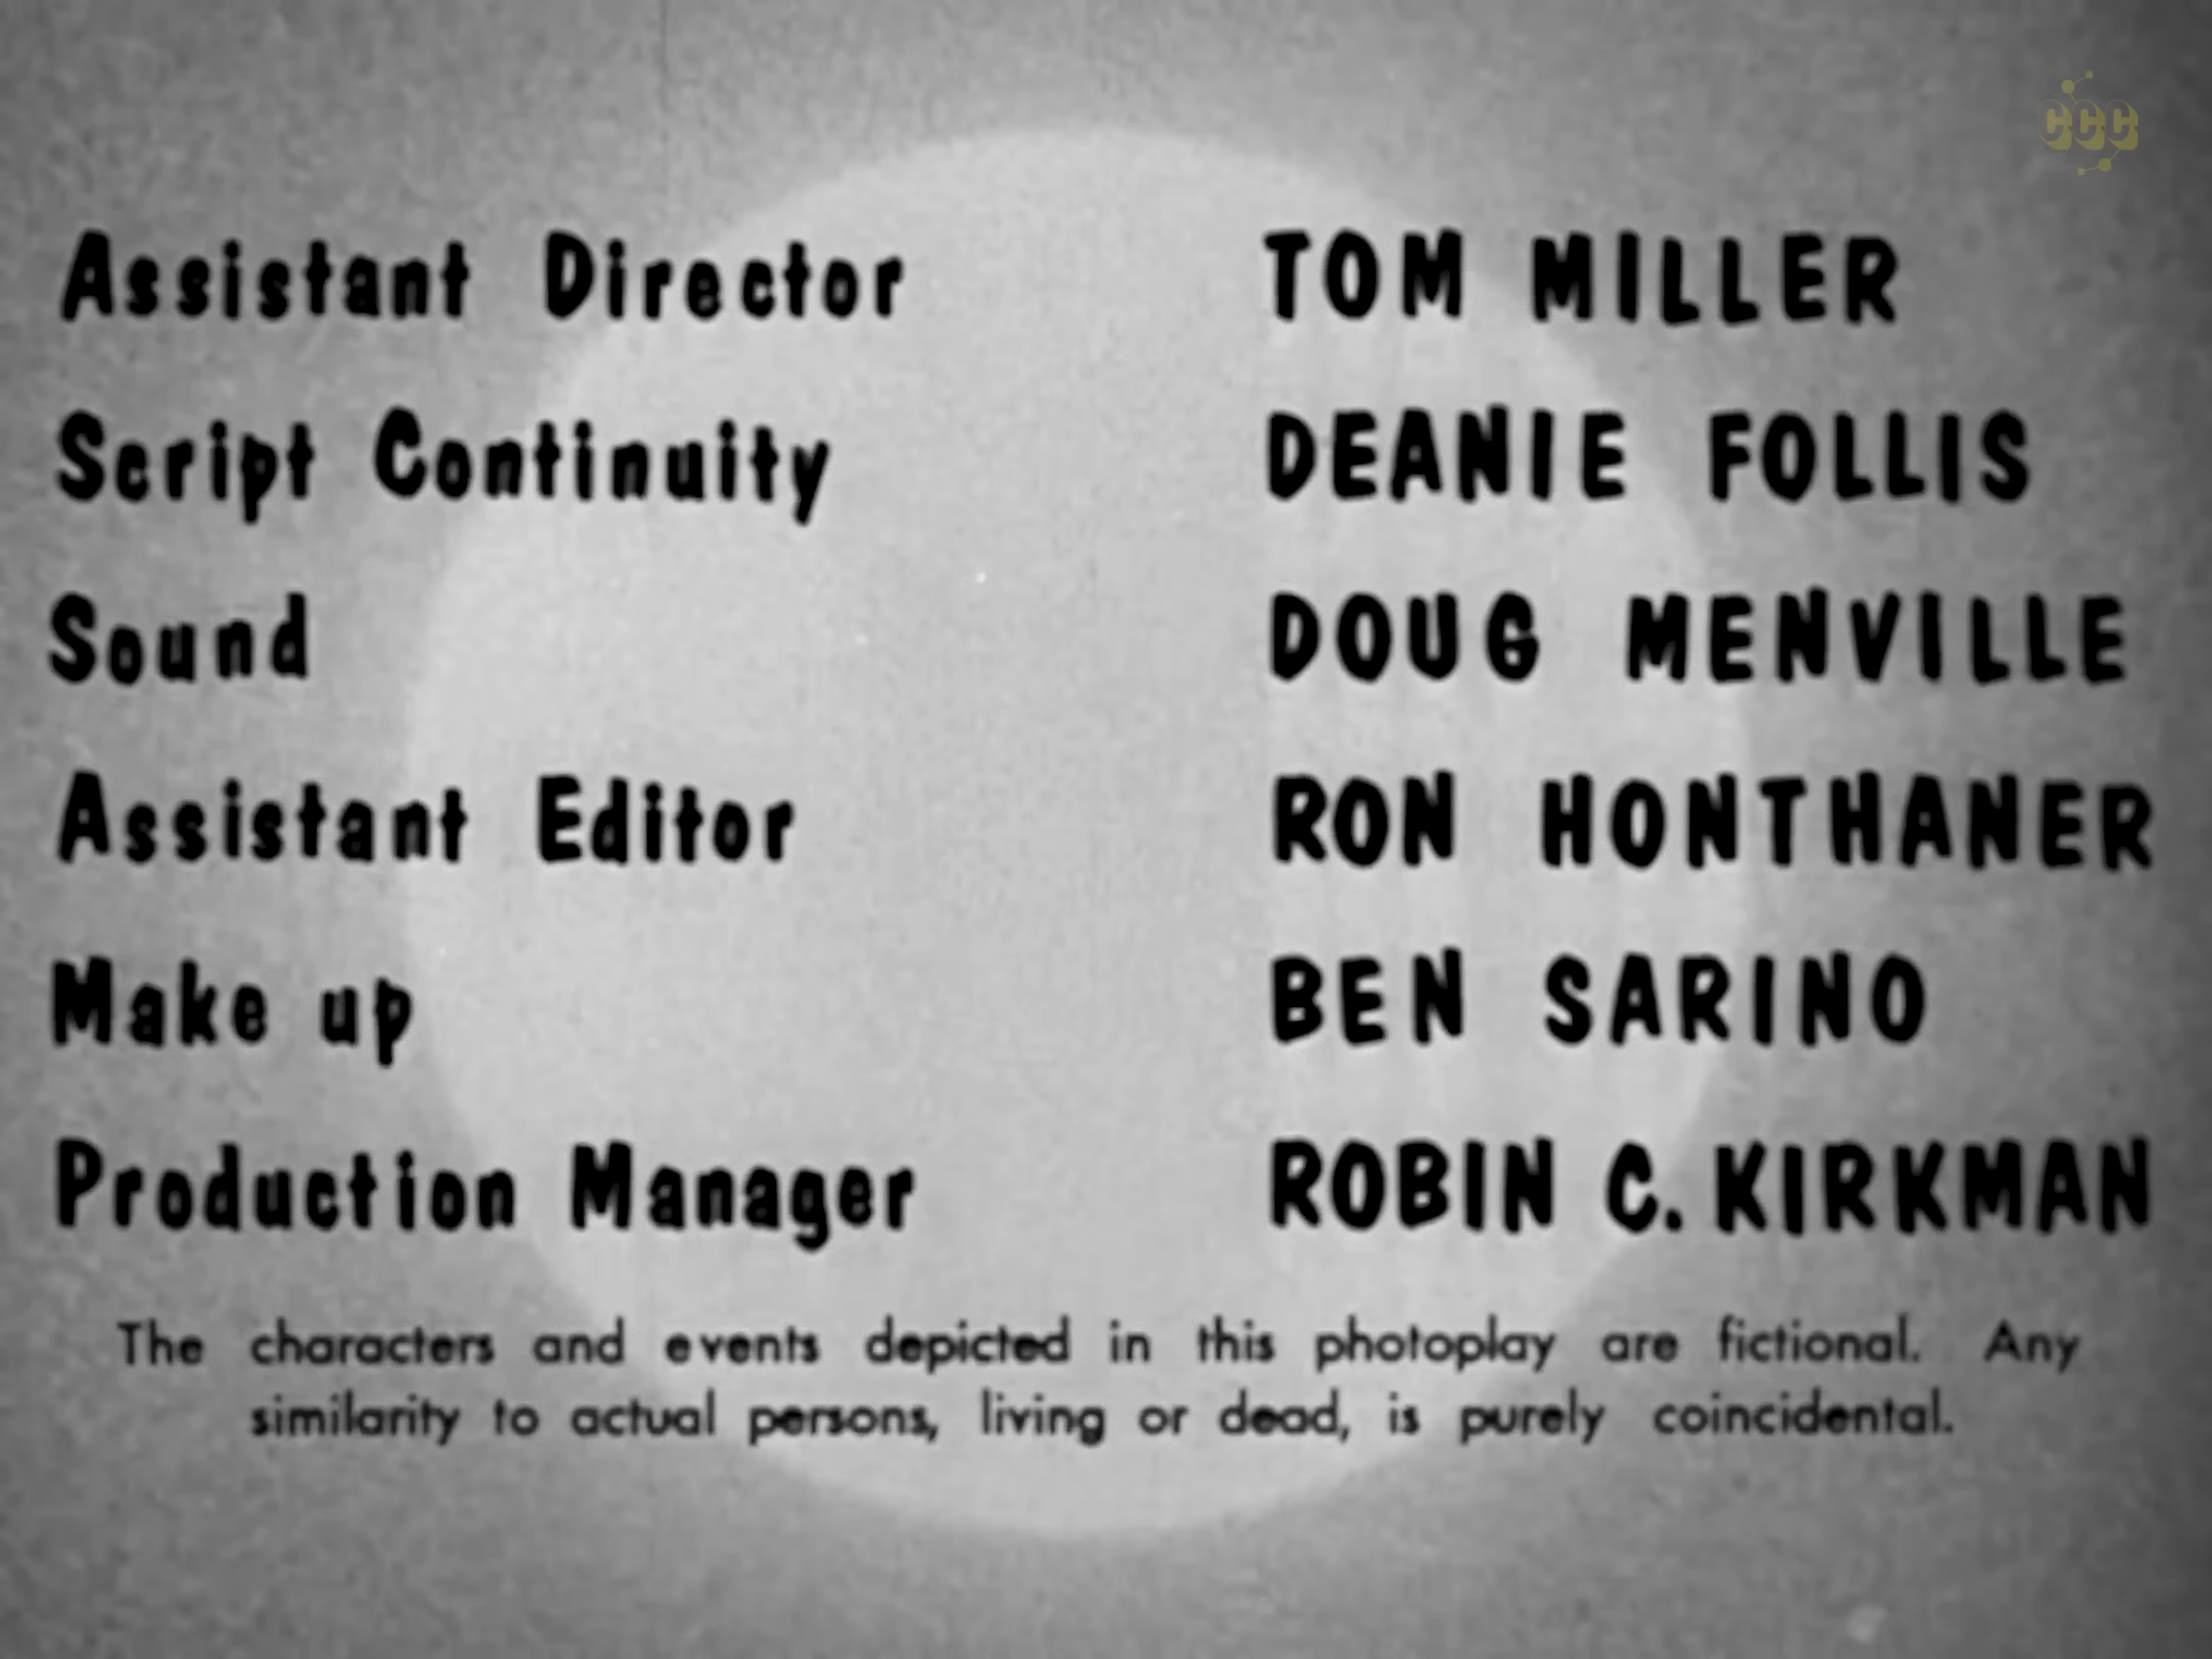 CCC
Assistant Director TOM MILLER
Script Continuity DEANIE FOLLIS
Sound DOUG MENVILLE
Assistant Editor RON HONTHANER
Make up BEN SARINO
Production Manager ROBIN C. KIRKMAN
The characters and events depicted in this photoplay are fictional. Any
similarity to actual persons, living or dead, is purely coincidental.